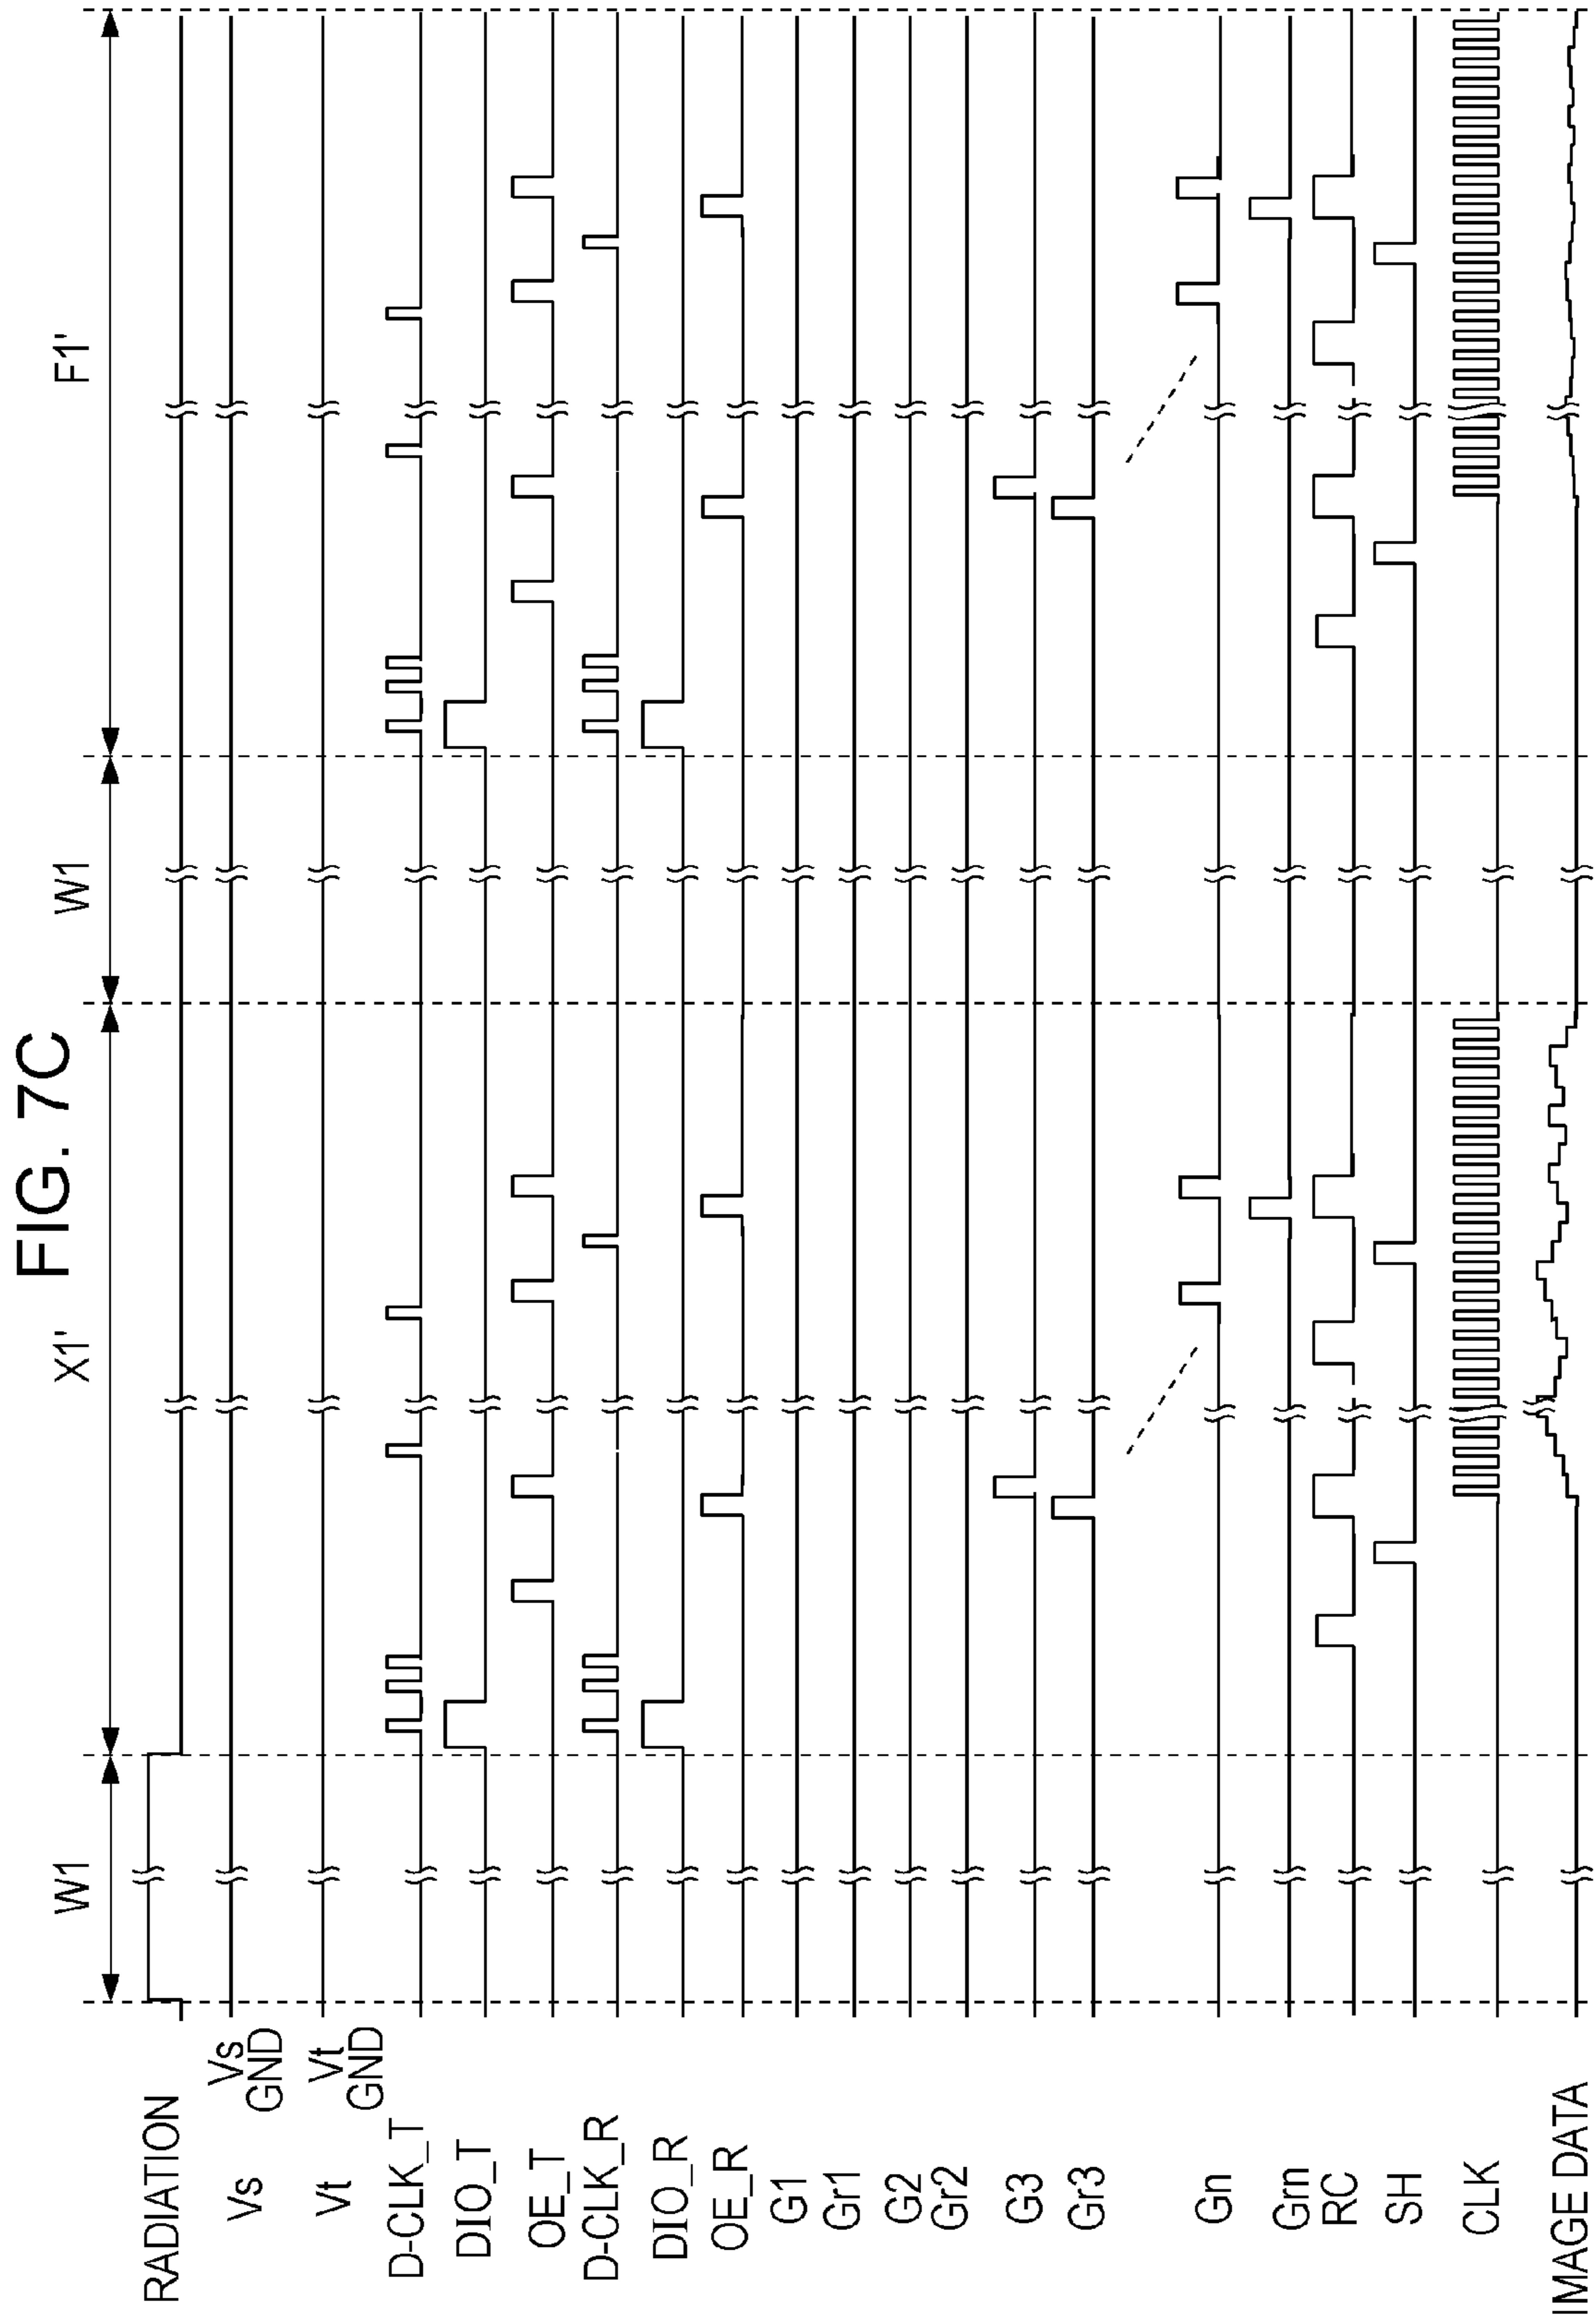 FIG. 7C
W1
X1'
W1
F1'
RADIATION
Vs
Vs
GND
Vt
Vt
GND
D-CLK_T
DIO_T
OE_T
D-CLK_R
DIO_R
OE_R
G1
Gr1
G2
Gr2
G3
Gr3
Gn
Grn
RC
SH
CLK
IMAGE DATA